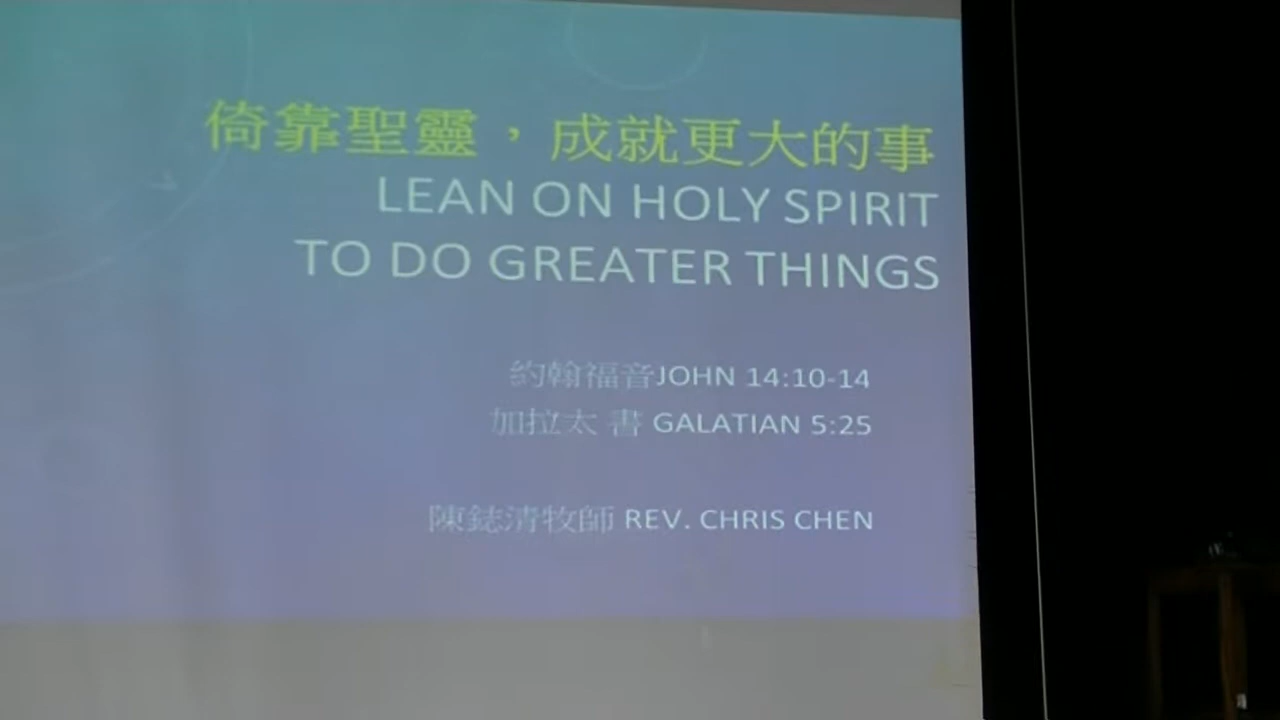 倚靠聖靈，成就更大的事
LEAN ON HOLY SPIRIT
TO DO GREATER THINGS
約翰福音JOHN 14:10-14
加拉太 書 GALATIAN 5:25
陳鋕清牧師 REV. CHRIS CHEN